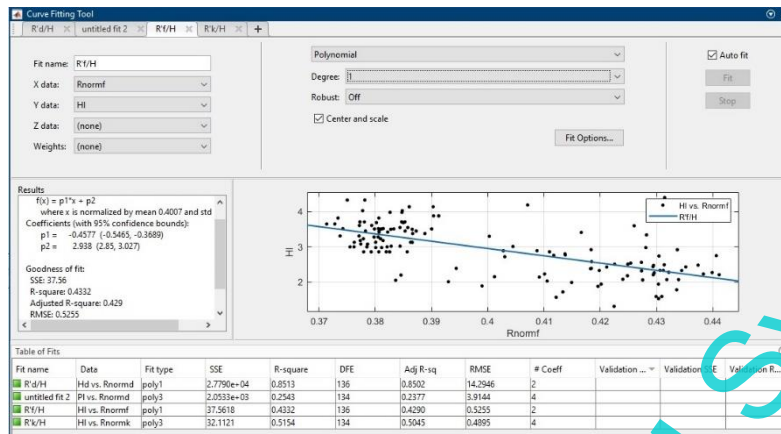 Curve Fitting Tool
R'd/H untitled fit 2 R'f/H R'k/H
Fit name: R'f/H
X data: Rnormf
Y data: HI
Z data: (none)
Weights: (none)
Polynomial
Degree: 1
Robust: Off
Center and scale
Fit Options...
Auto fit
Fit
Stop
Results
f(x) = p1*x + p2
where x is normalized by mean 0.4007 and std
Coefficients (with 95% confidence bounds):
p1 = -0.4577 (-0.5465, -0.3689)
p2 = 2.938 (2.85, 3.027)
Goodness of fit:
SSE: 37.56
R-square: 0.4332
Adjusted R-square: 0.429
RMSE: 0.5255
HI vs. Rnormf
R'f/H
4
3
2
HI
0.37 0.38 0.39 0.4 0.41 0.42 0.43 0.44
Rnormf
Table of Fits
Fit name Data Fit type SSE R-square DFE Adj R-sq RMSE # Coeff Validation ... Validation SSE Validation R...
R'd/H Hd vs. Rnormd poly1 2.7790e+04 0.8513 136 0.8502 14.2946 2
untitled fit 2 PI vs. Rnormd poly3 2.0533e+03 0.2543 134 0.2377 3.9144 4
R'f/H HI vs. Rnormf poly1 37.5618 0.4332 136 0.4290 0.5255 2
R'k/H HI vs. Rnormk poly3 32.1121 0.5154 134 0.5045 0.4895 4